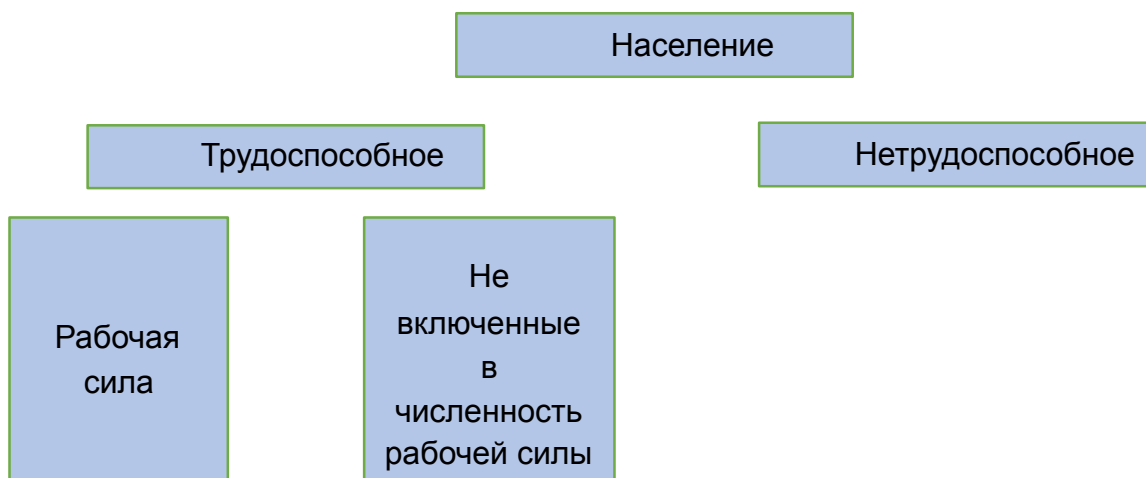 Население
Трудоспособное
Нетрудоспособное
Рабочая
сила
Не
включенные
в
численность
рабочей силы